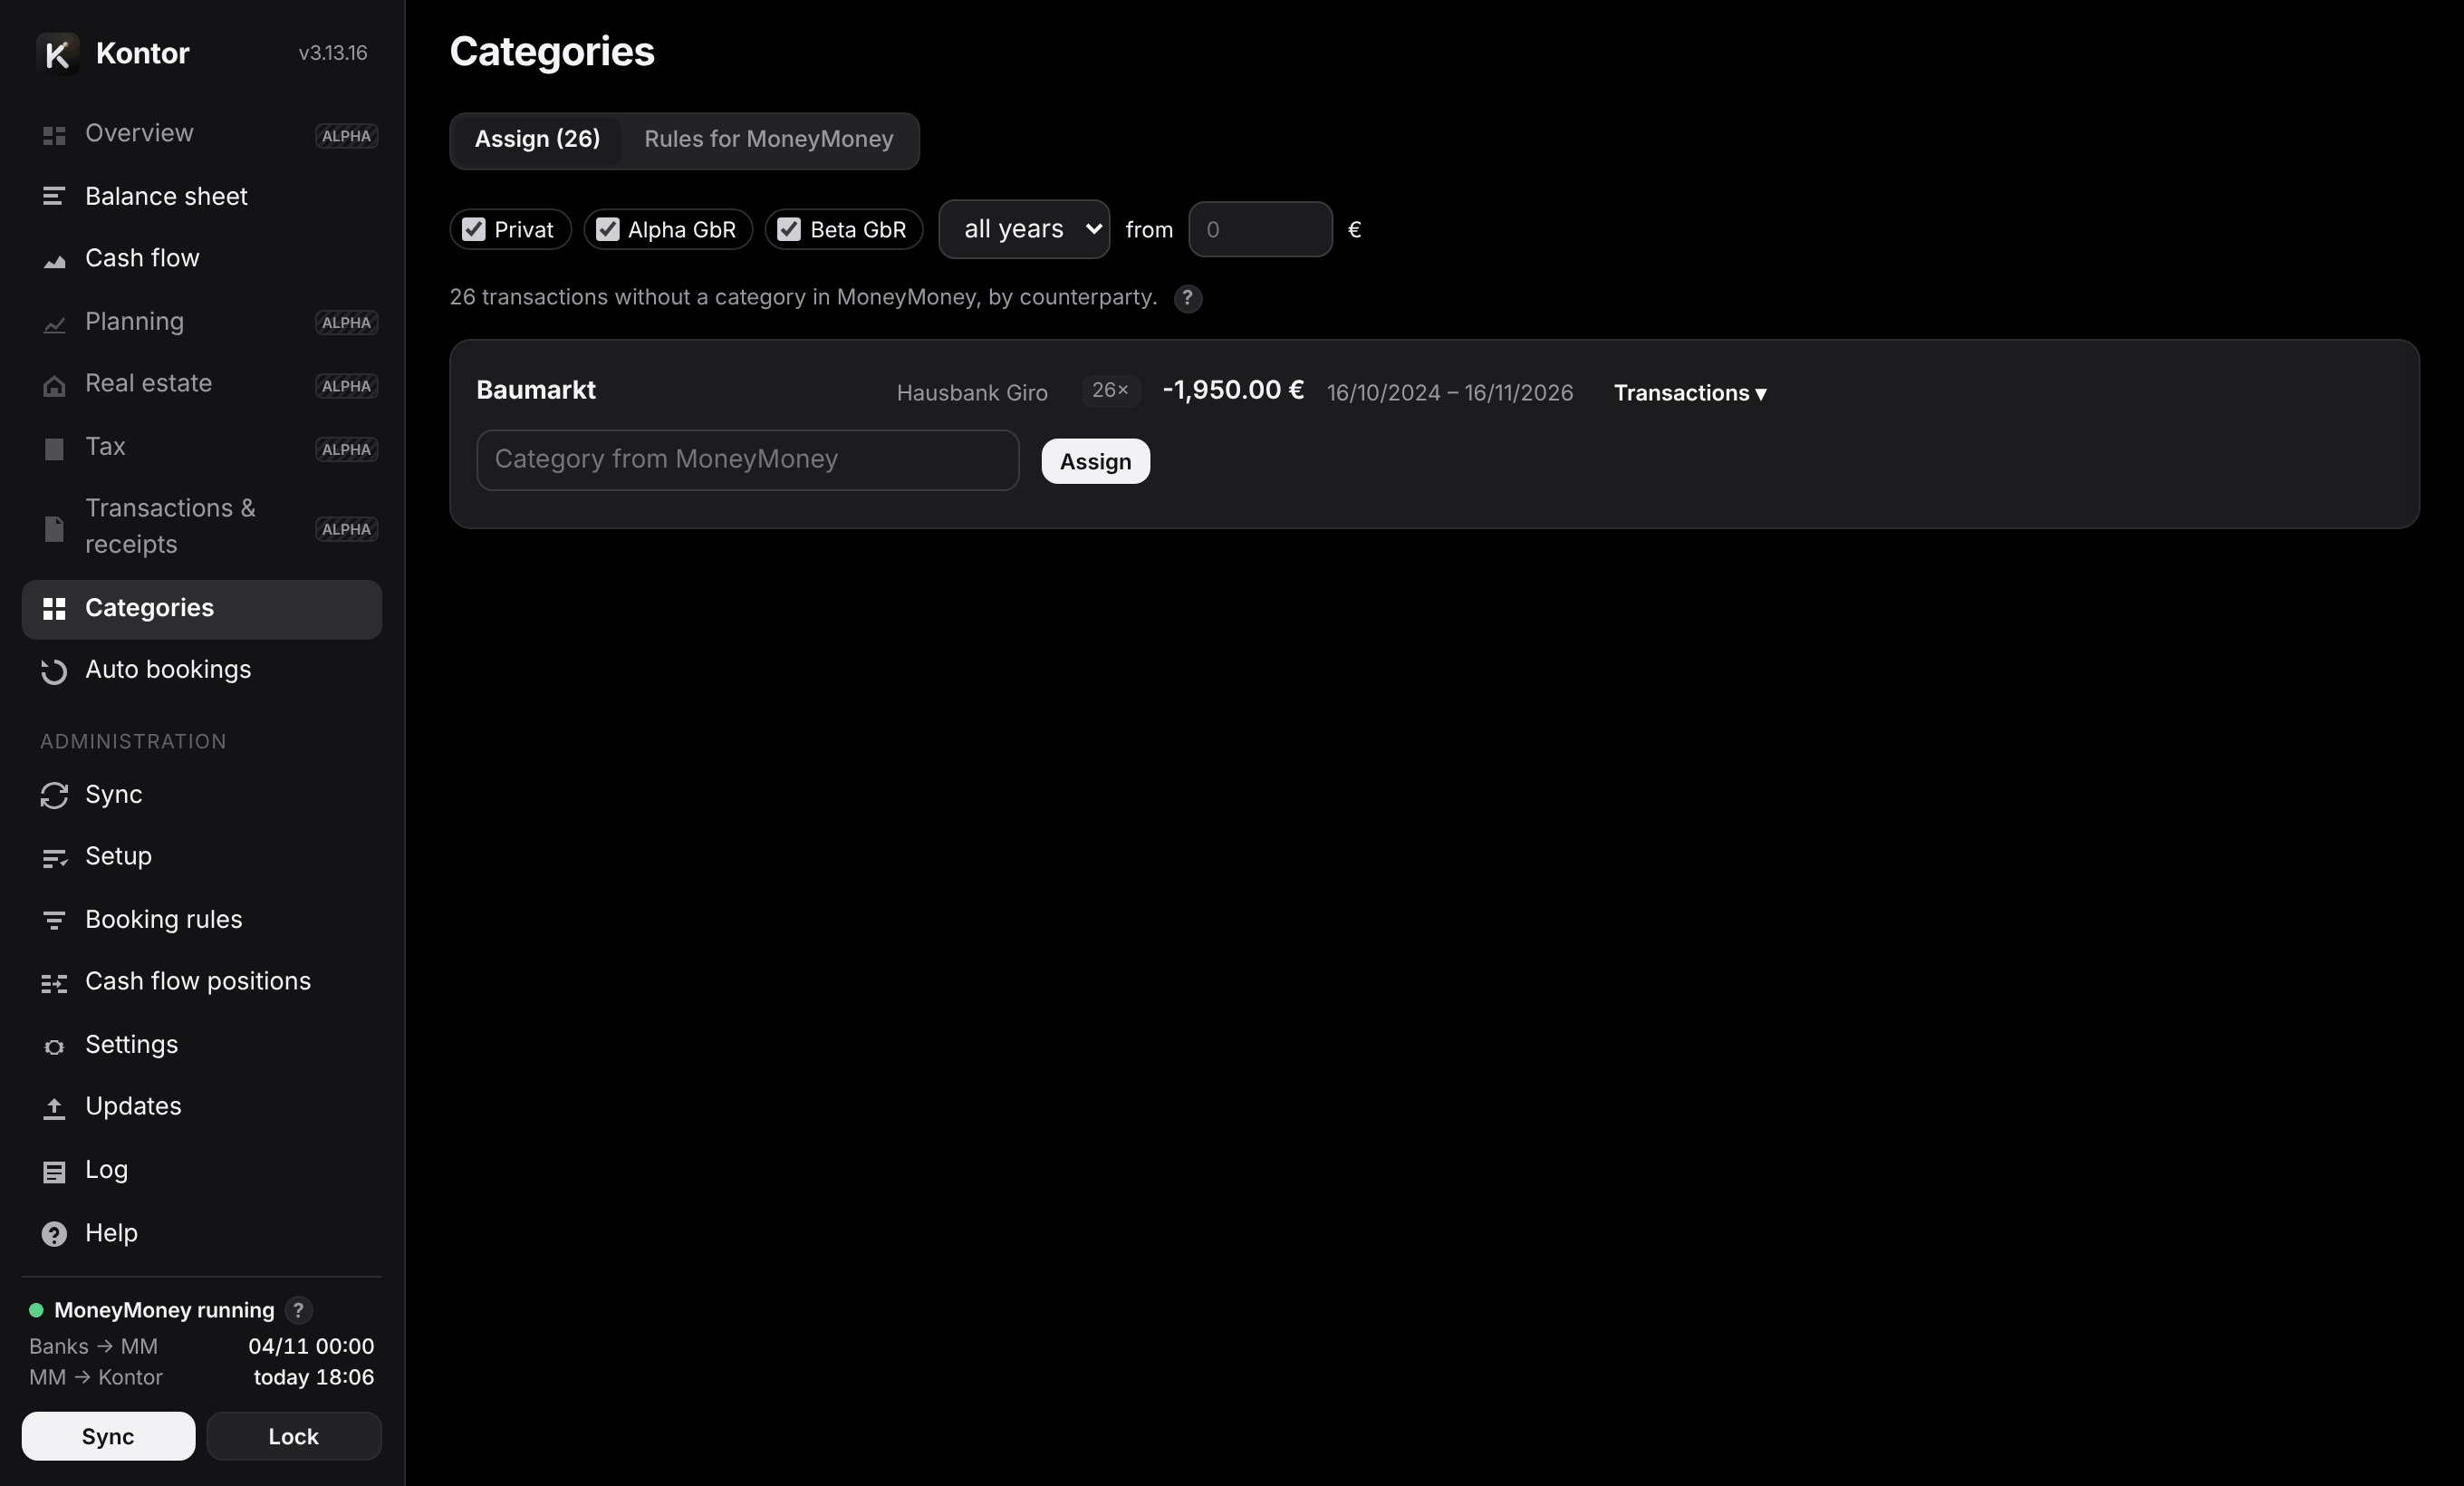 Kontor v3.13.16
Overview ALPHA
Balance sheet
Cash flow
Planning ALPHA
Real estate ALPHA
Tax ALPHA
Transactions &
receipts ALPHA
Categories
Auto bookings
ADMINISTRATION
Sync
Setup
Booking rules
Cash flow positions
Settings
Updates
Log
Help
MoneyMoney running ?
Banks → MM 04/11 00:00
MM → Kontor today 18:06
Sync Lock
Categories
Assign (26) Rules for MoneyMoney
Privat Alpha GbR Beta GbR all years from 0 €
26 transactions without a category in MoneyMoney, by counterparty. ?
Baumarkt Hausbank Giro 26× -1,950.00 € 16/10/2024 – 16/11/2026 Transactions ▾
Category from MoneyMoney Assign